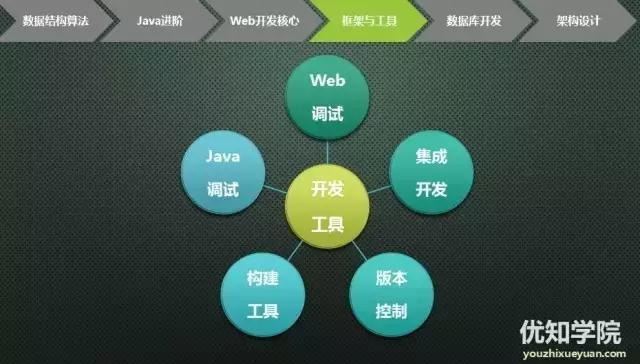 数据结构算法
Java进阶
Web开发核心
框架与工具
数据库开发
架构设计
Web
调试
Java
调试
集成
开发
开发
工具
构建
工具
版本
控制
优知学院
youzhixueyuan.com